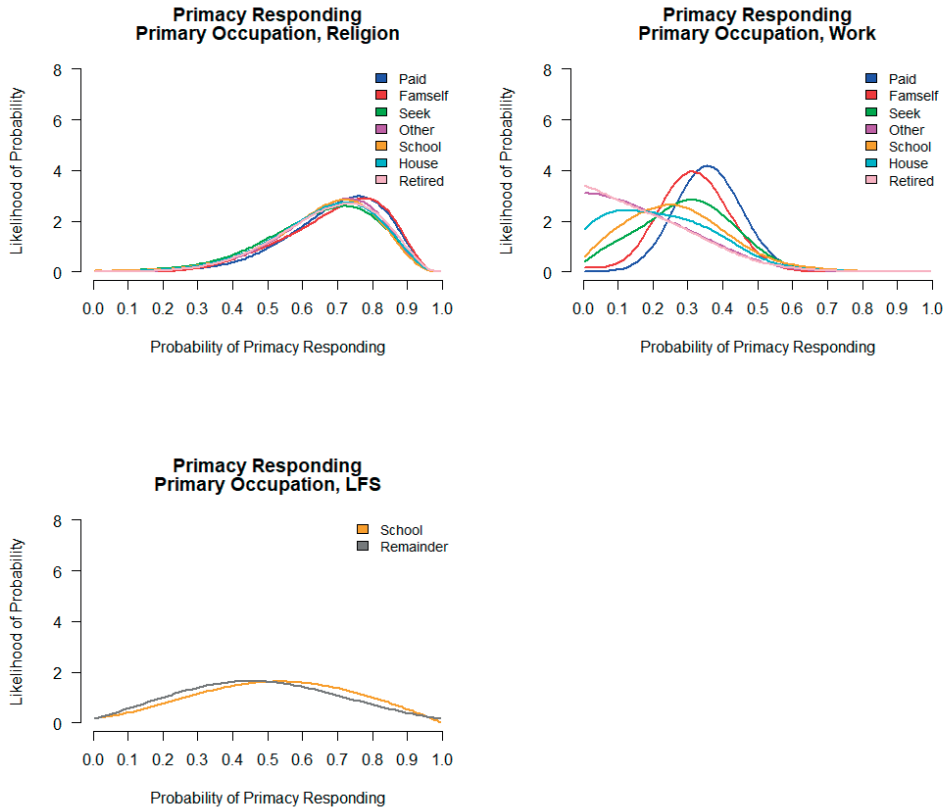 Primacy Responding
Primary Occupation, Religion
Likelihood of Probability
8
6
4
2
0
Paid
Famself
Seek
Other
School
House
Retired
0.0 0.1 0.2 0.3 0.4 0.5 0.6 0.7 0.8 0.9 1.0
Probability of Primacy Responding
Primacy Responding
Primary Occupation, Work
Likelihood of Probability
8
6
4
2
0
Paid
Famself
Seek
Other
School
House
Retired
0.0 0.1 0.2 0.3 0.4 0.5 0.6 0.7 0.8 0.9 1.0
Probability of Primacy Responding
Primacy Responding
Primary Occupation, LFS
Likelihood of Probability
8
6
4
2
0
School
Remainder
0.0 0.1 0.2 0.3 0.4 0.5 0.6 0.7 0.8 0.9 1.0
Probability of Primacy Responding